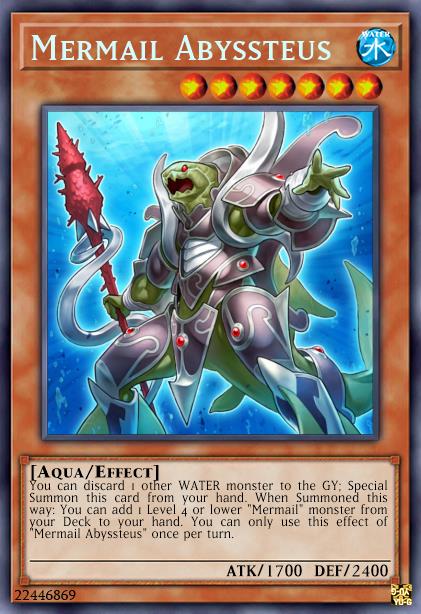 Mermail Abyssteus
WATER
水
[Aqua/Effect]
You can discard 1 other WATER monster to the GY; Special
Summon this card from your hand. When Summoned this
way: You can add 1 Level 4 or lower "Mermail" monster from
your Deck to your hand. You can only use this effect of
"Mermail Abyssteus" once per turn.
ATK/1700 DEF/2400
22446869